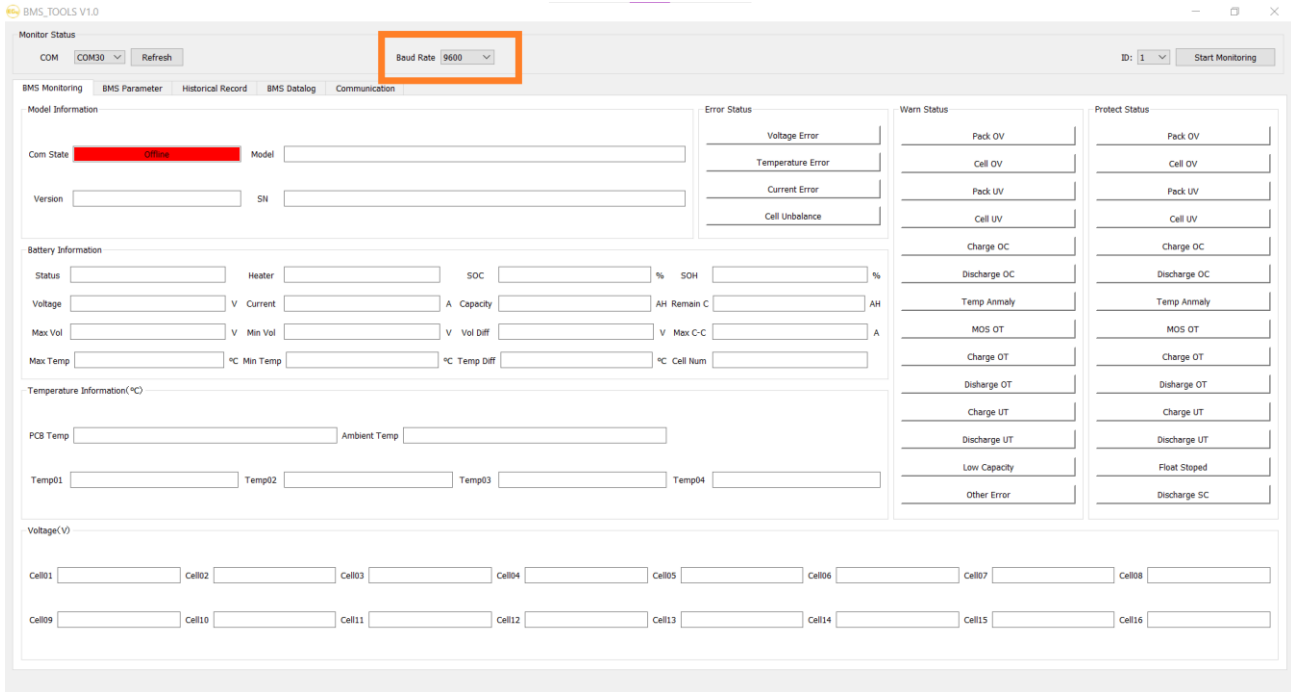 BMS_TOOLS V1.0
Monitor Status
COM COM30 Refresh Baud Rate 9600 ID: 1 Start Monitoring
BMS Monitoring BMS Parameter Historical Record BMS Datalog Communication
Model Information
Com State Offline Model
Version SN
Error Status
Voltage Error
Temperature Error
Current Error
Cell Unbalance
Battery Information
Status Heater SOC % SOH %
Voltage V Current A Capacity AH Remain C AH
Max Vol V Min Vol V Vol Diff V Max C-C A
Max Temp ºC Min Temp ºC Temp Diff ºC Cell Num
Temperature Information(ºC)
PCB Temp Ambient Temp
Temp01 Temp02 Temp03 Temp04
Warn Status
Pack OV
Cell OV
Pack UV
Cell UV
Charge OC
Discharge OC
Temp Anmaly
MOS OT
Charge OT
Disharge OT
Charge UT
Discharge UT
Low Capacity
Other Error
Protect Status
Pack OV
Cell OV
Pack UV
Cell UV
Charge OC
Discharge OC
Temp Anmaly
MOS OT
Charge OT
Disharge OT
Charge UT
Discharge UT
Float Stoped
Discharge SC
Voltage(V)
Cell01 Cell02 Cell03 Cell04 Cell05 Cell06 Cell07 Cell08
Cell09 Cell10 Cell11 Cell12 Cell13 Cell14 Cell15 Cell16